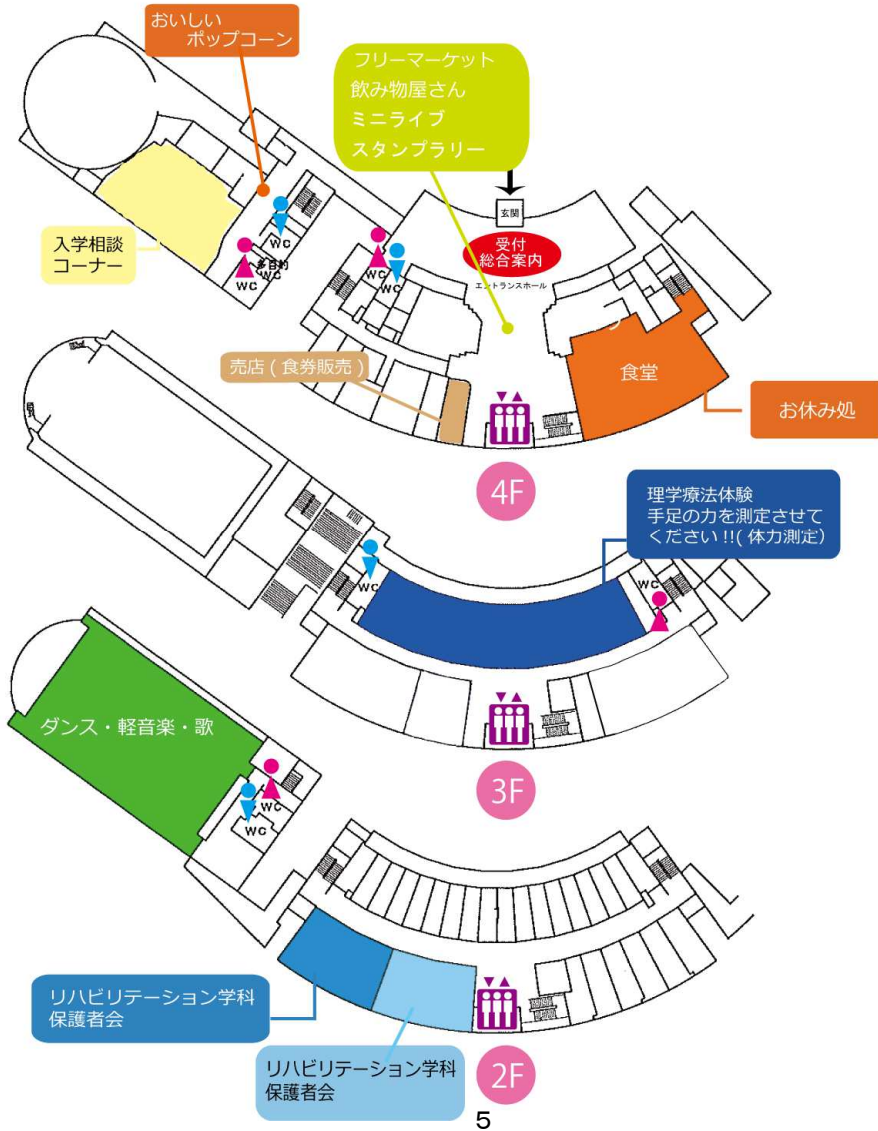 おいしい
ポップコーン
フリーマーケット
飲み物屋さん
ミニライブ
スタンプラリー
玄関
受付
総合案内
エントランスホール
入学相談
コーナー
WC
多目的
WC
WC
WC
WC
売店 ( 食券販売 )
食堂
お休み処
4F
理学療法体験
手足の力を測定させて
ください !!( 体力測定)
WC
WC
3F
ダンス・軽音楽・歌
WC
WC
リハビリテーション学科
保護者会
リハビリテーション学科
保護者会
2F
5